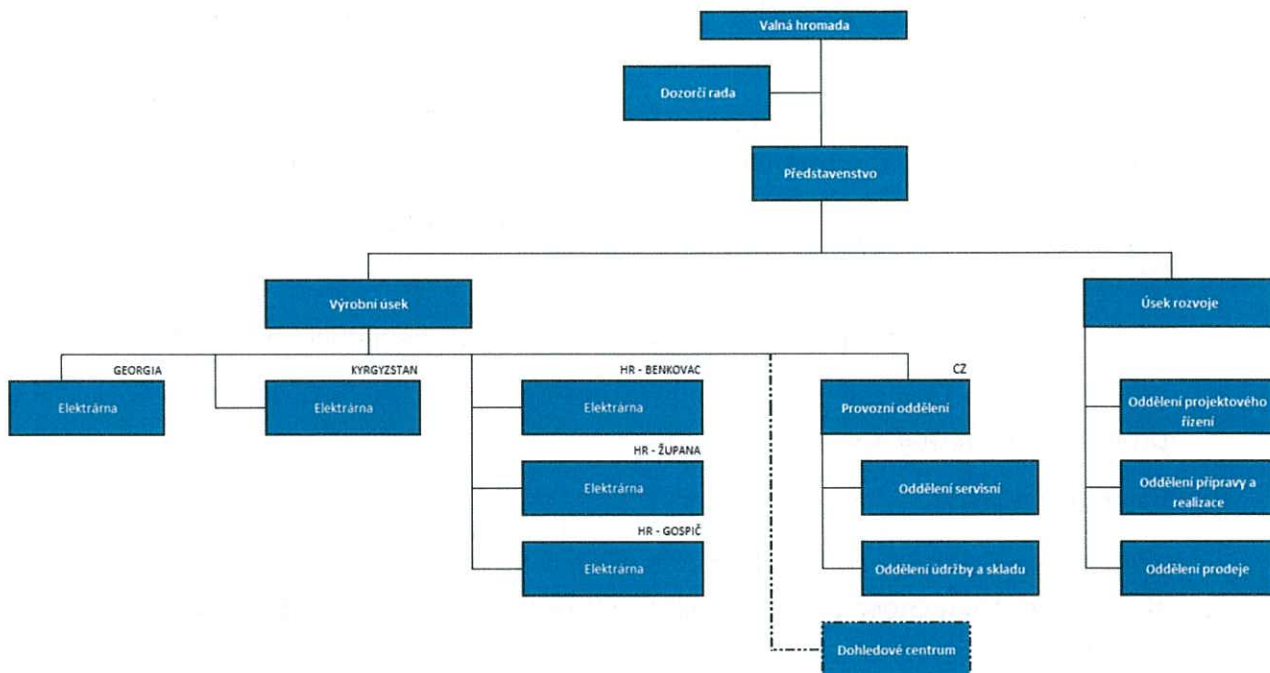 Valná hromada
Dozorčí rada
Představenstvo
Výrobní úsek
Úsek rozvoje
GEORGIA
Elektrárna
KYRGYZSTAN
Elektrárna
HR - BENKOVAC
Elektrárna
HR - ŽUPANA
Elektrárna
HR - GOSPIČ
Elektrárna
CZ
Provozní oddělení
Oddělení servisní
Oddělení údržby a skladu
Dohledové centrum
Oddělení projektového
řízení
Oddělení přípravy a
realizace
Oddělení prodeje